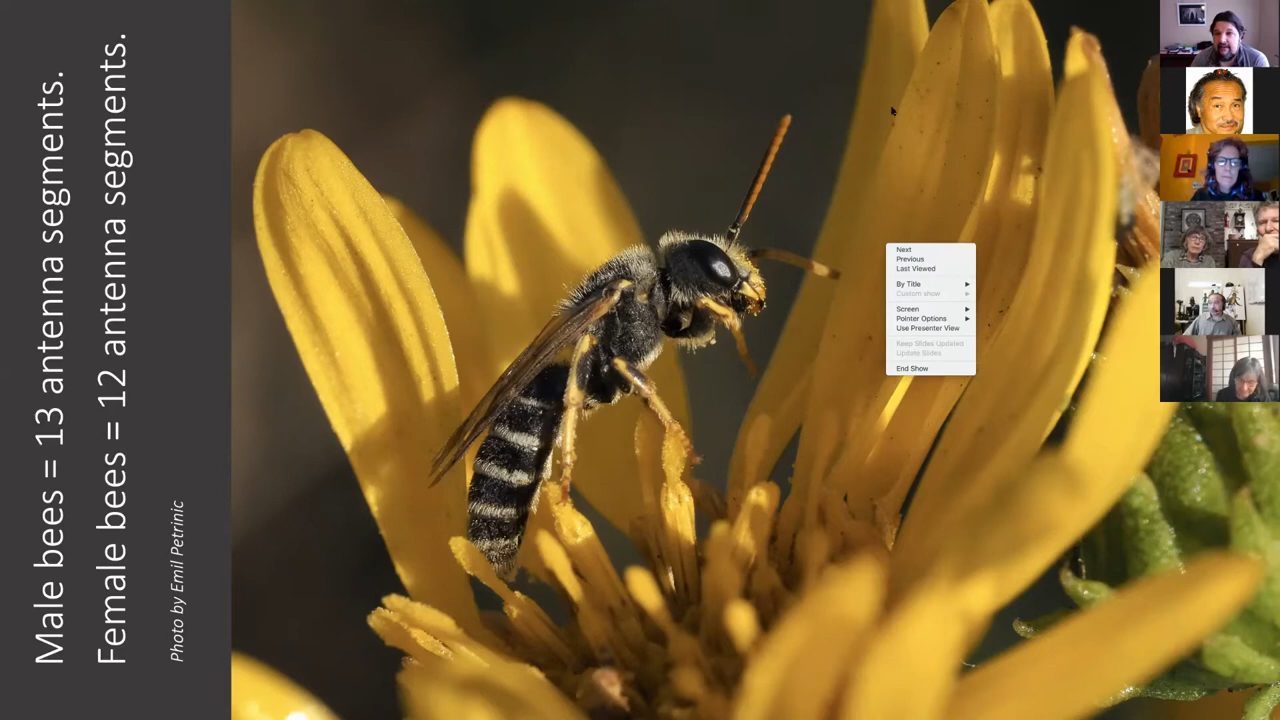 Male bees = 13 antenna segments.
Female bees = 12 antenna segments.
Photo by Emil Petrinic
Next
Previous
Last Viewed
By Title
Custom show
Screen
Pointer Options
Use Presenter View
Keep Slides Updated
Update Slides
End Show